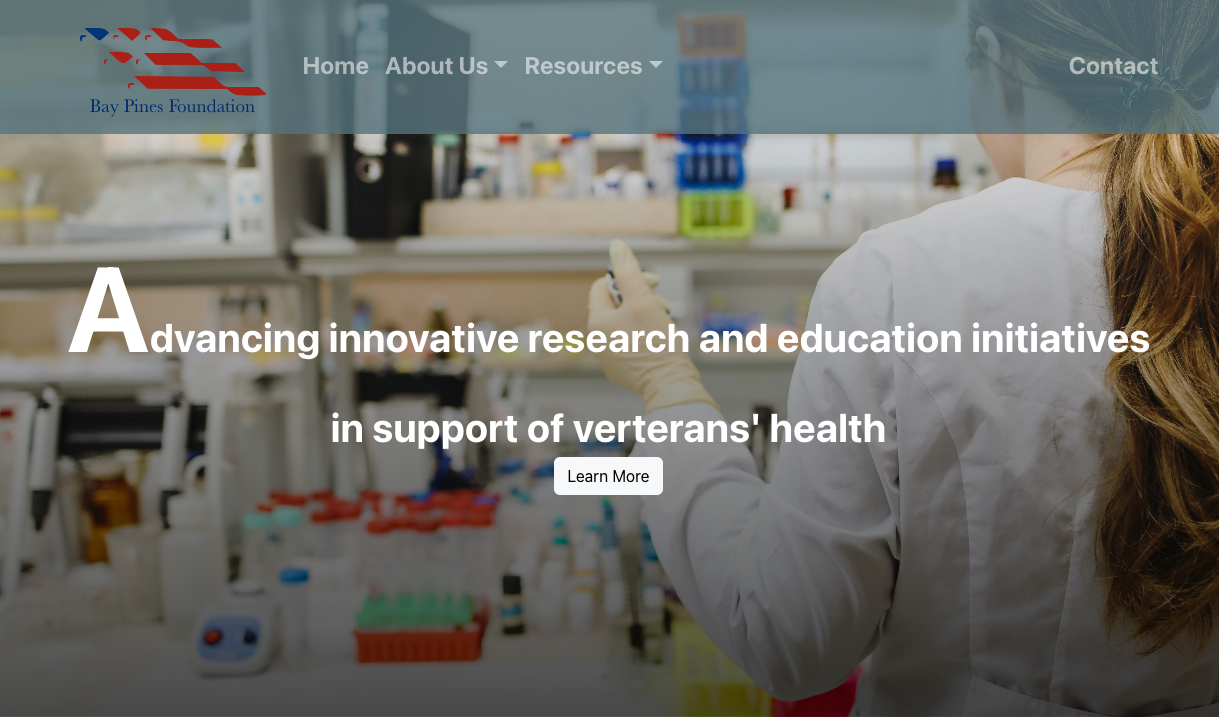 Home About Us Resources Contact
Bay Pines Foundation
Advancing innovative research and education initiatives
in support of verterans' health
Learn More